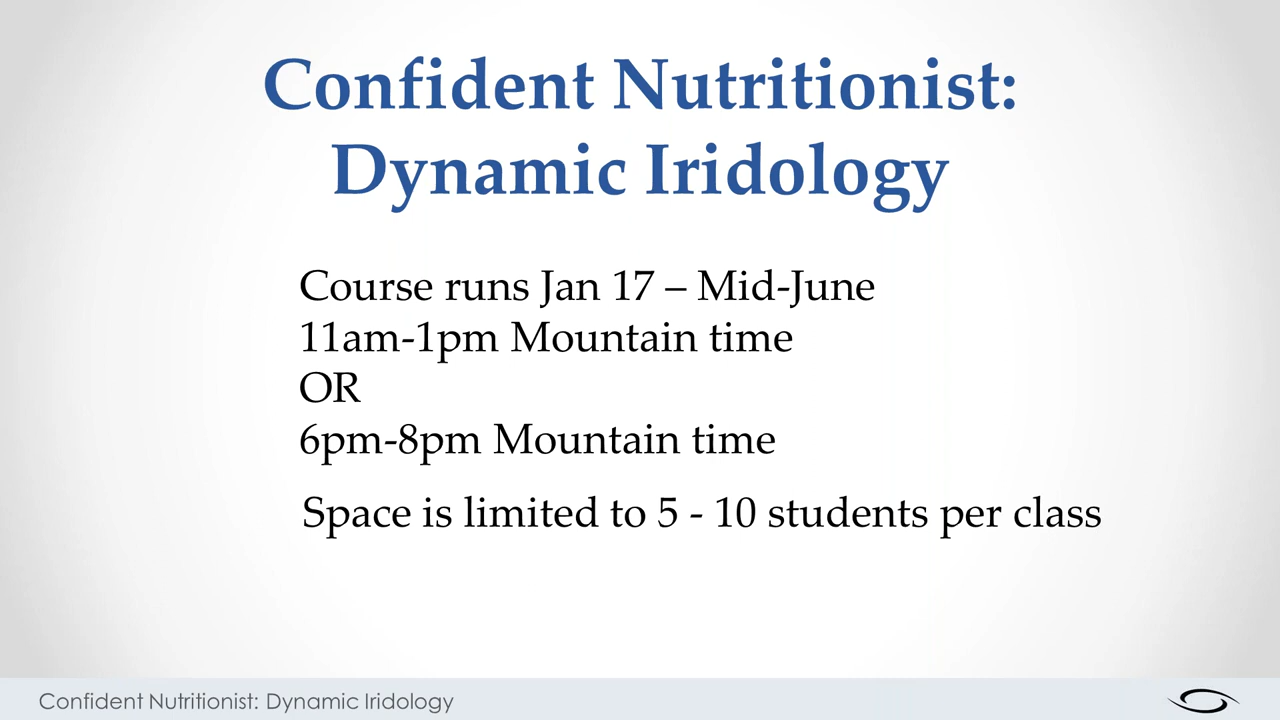 Confident Nutritionist:
Dynamic Iridology
Course runs Jan 17 – Mid-June
11am-1pm Mountain time
OR
6pm-8pm Mountain time
Space is limited to 5 - 10 students per class
Confident Nutritionist: Dynamic Iridology